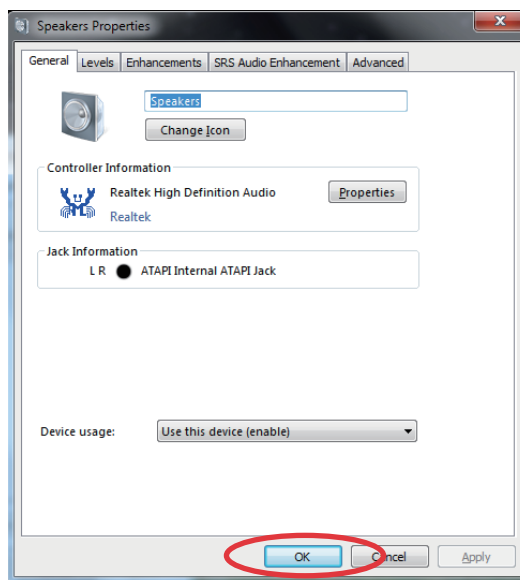 Speakers Properties
General Levels Enhancements SRS Audio Enhancement Advanced
Speakers
Change Icon
Controller Information
Realtek High Definition Audio Properties
Realtek
Jack Information
L R ATAPI Internal ATAPI Jack
Device usage: Use this device (enable)
OK Cancel Apply